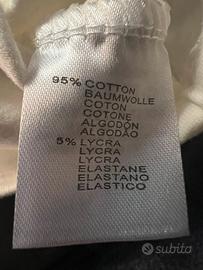 95% COTTON
BAUMWOLLE
COTON
COTONE
ALGODÓN
ALGODÃO
5% LYCRA
LYCRA
LYCRA
ELASTANE
ELASTANO
ELASTICO
subito